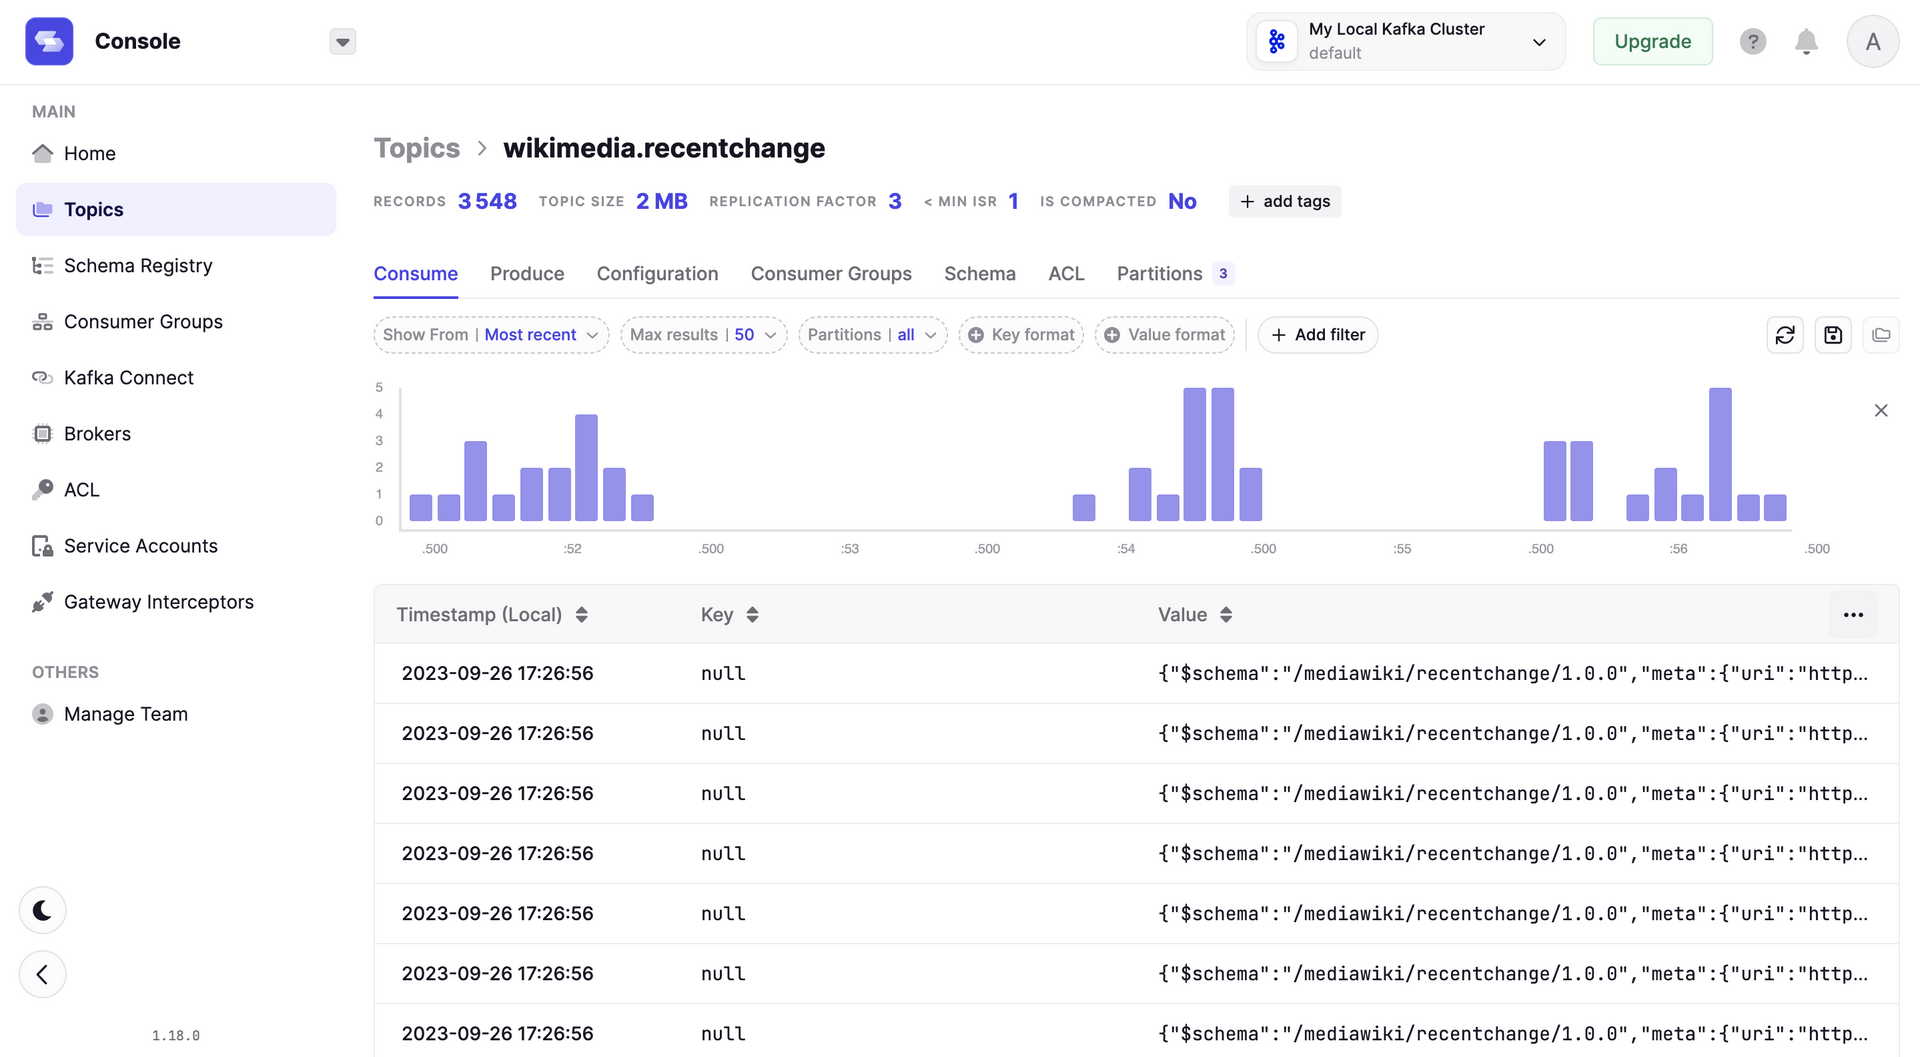 Console
My Local Kafka Cluster
default
Upgrade
?
A
MAIN
Home
Topics
Schema Registry
Consumer Groups
Kafka Connect
Brokers
ACL
Service Accounts
Gateway Interceptors
OTHERS
Manage Team
1.18.0
Topics > wikimedia.recentchange
RECORDS 3 548 TOPIC SIZE 2 MB REPLICATION FACTOR 3 < MIN ISR 1 IS COMPACTED No + add tags
Consume Produce Configuration Consumer Groups Schema ACL Partitions 3
Show From | Most recent Max results | 50 Partitions | all Key format Value format + Add filter
5
4
3
2
1
0
.500 :52 .500 :53 .500 :54 .500 :55 .500 :56 .500
Timestamp (Local) Key Value
2023-09-26 17:26:56 null {"$schema":"/mediawiki/recentchange/1.0.0","meta":{"uri":"http...
2023-09-26 17:26:56 null {"$schema":"/mediawiki/recentchange/1.0.0","meta":{"uri":"http...
2023-09-26 17:26:56 null {"$schema":"/mediawiki/recentchange/1.0.0","meta":{"uri":"http...
2023-09-26 17:26:56 null {"$schema":"/mediawiki/recentchange/1.0.0","meta":{"uri":"http...
2023-09-26 17:26:56 null {"$schema":"/mediawiki/recentchange/1.0.0","meta":{"uri":"http...
2023-09-26 17:26:56 null {"$schema":"/mediawiki/recentchange/1.0.0","meta":{"uri":"http...
2023-09-26 17:26:56 null {"$schema":"/mediawiki/recentchange/1.0.0","meta":{"uri":"http...